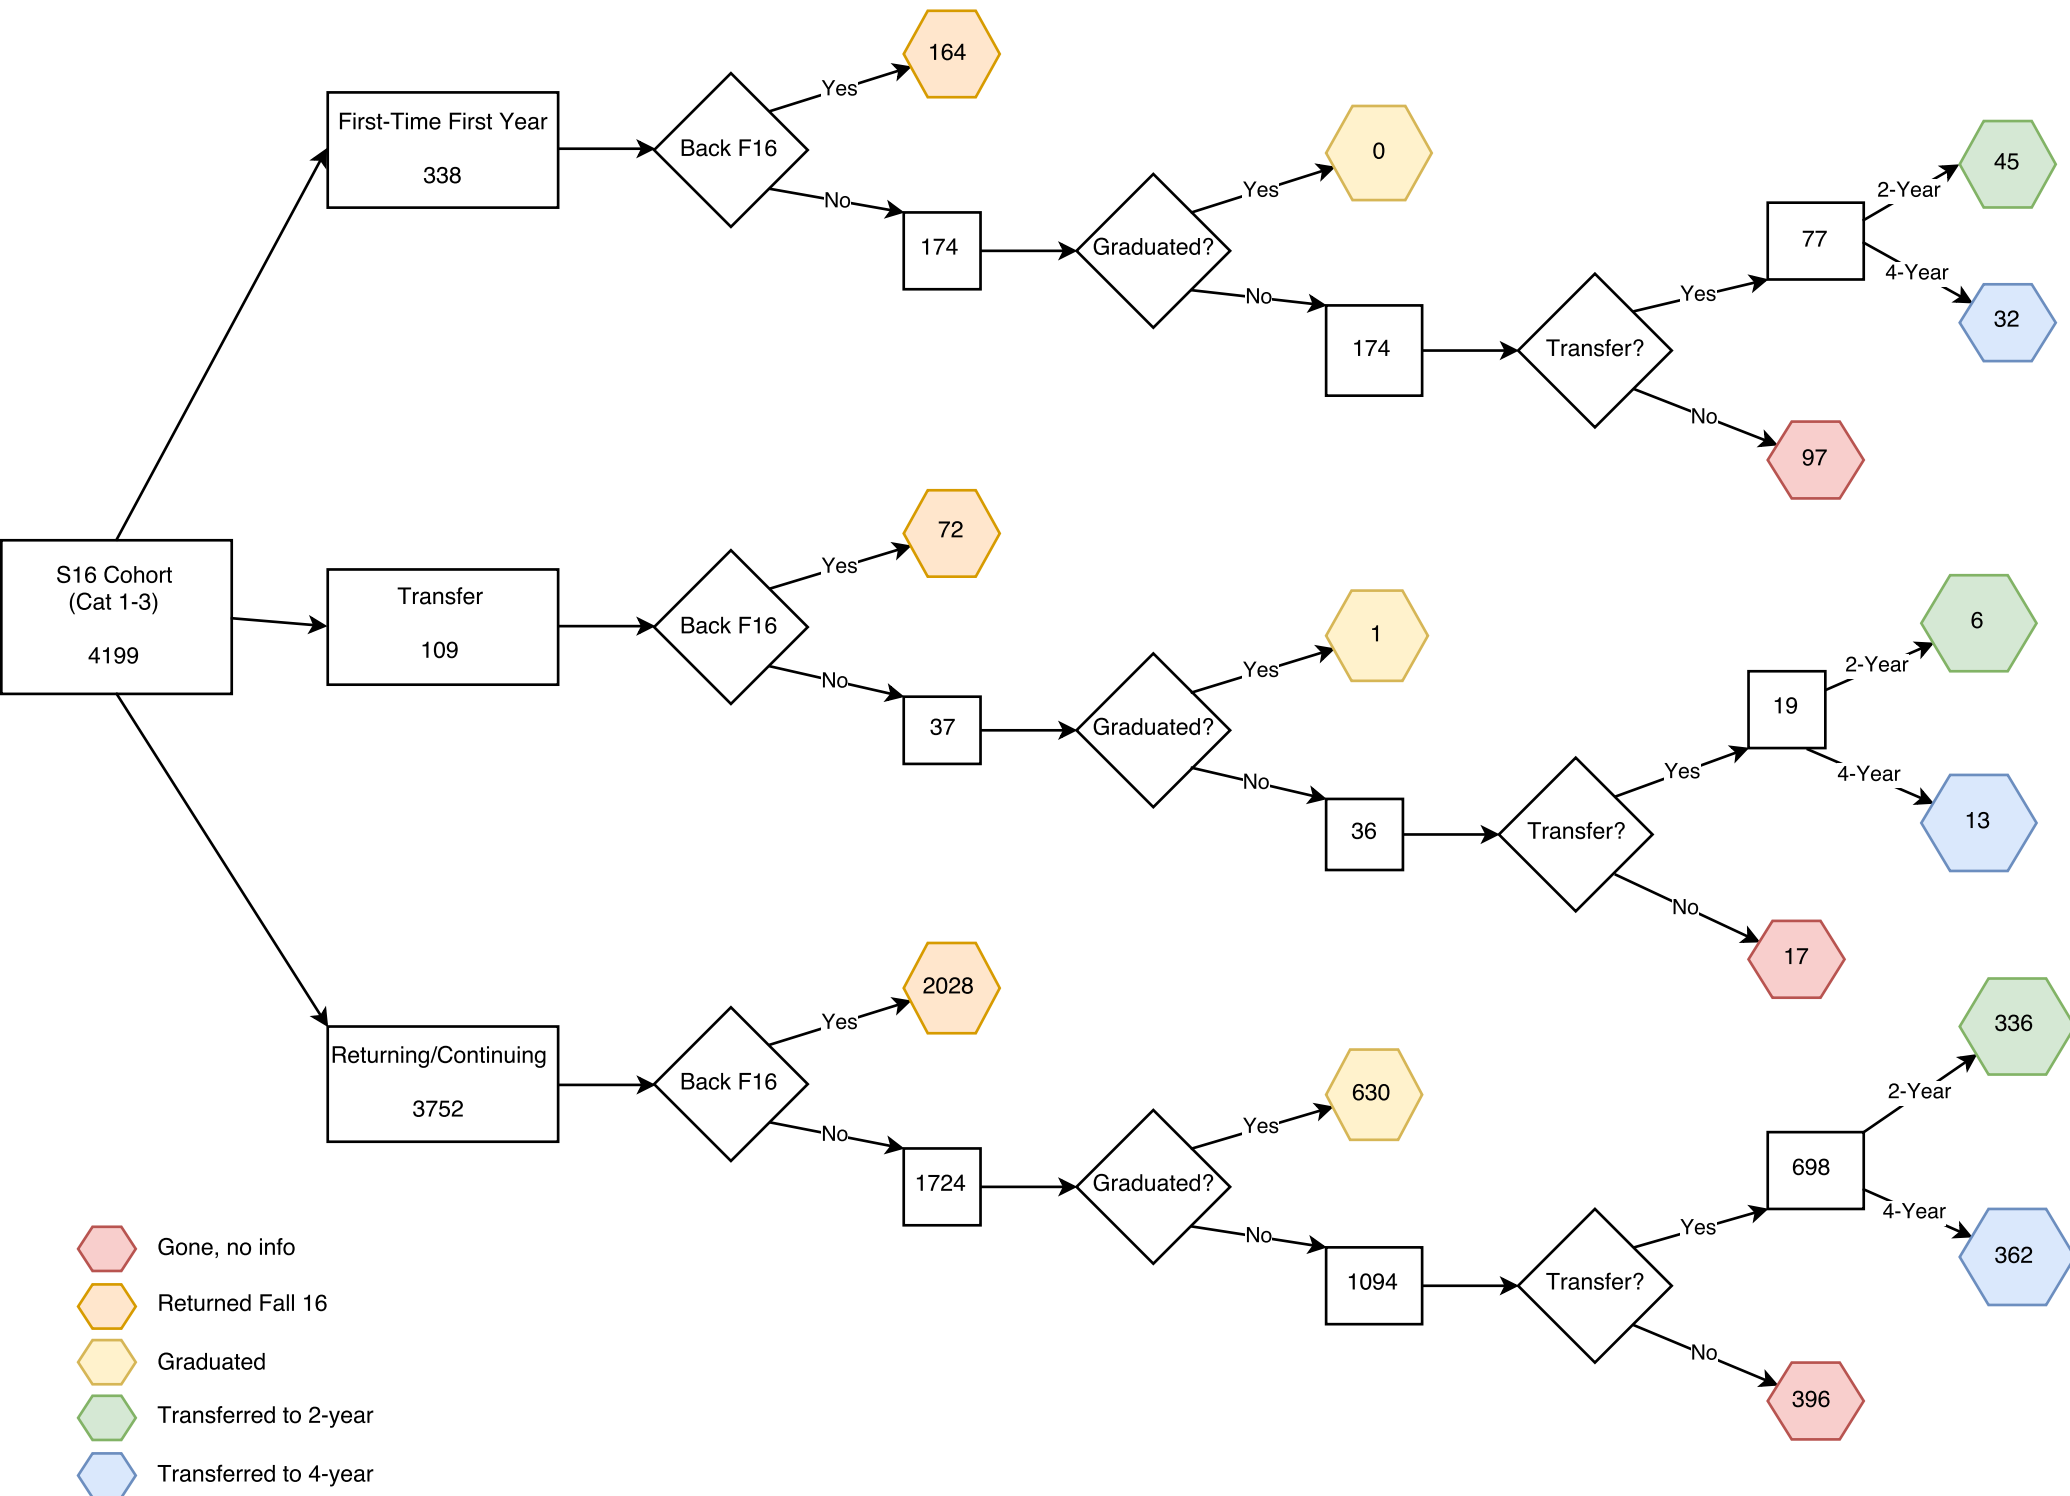 164
First-Time First Year
338
Back F16
Yes
No
174
Graduated?
Yes
0
No
174
Transfer?
Yes
77
2-Year
45
4-Year
32
No
97
S16 Cohort
(Cat 1-3)
4199
Transfer
109
Back F16
Yes
72
No
37
Graduated?
Yes
1
No
36
Transfer?
Yes
19
2-Year
6
4-Year
13
No
17
Returning/Continuing
3752
Back F16
Yes
2028
No
1724
Graduated?
Yes
630
No
1094
Transfer?
Yes
698
2-Year
336
4-Year
362
No
396
Gone, no info
Returned Fall 16
Graduated
Transferred to 2-year
Transferred to 4-year